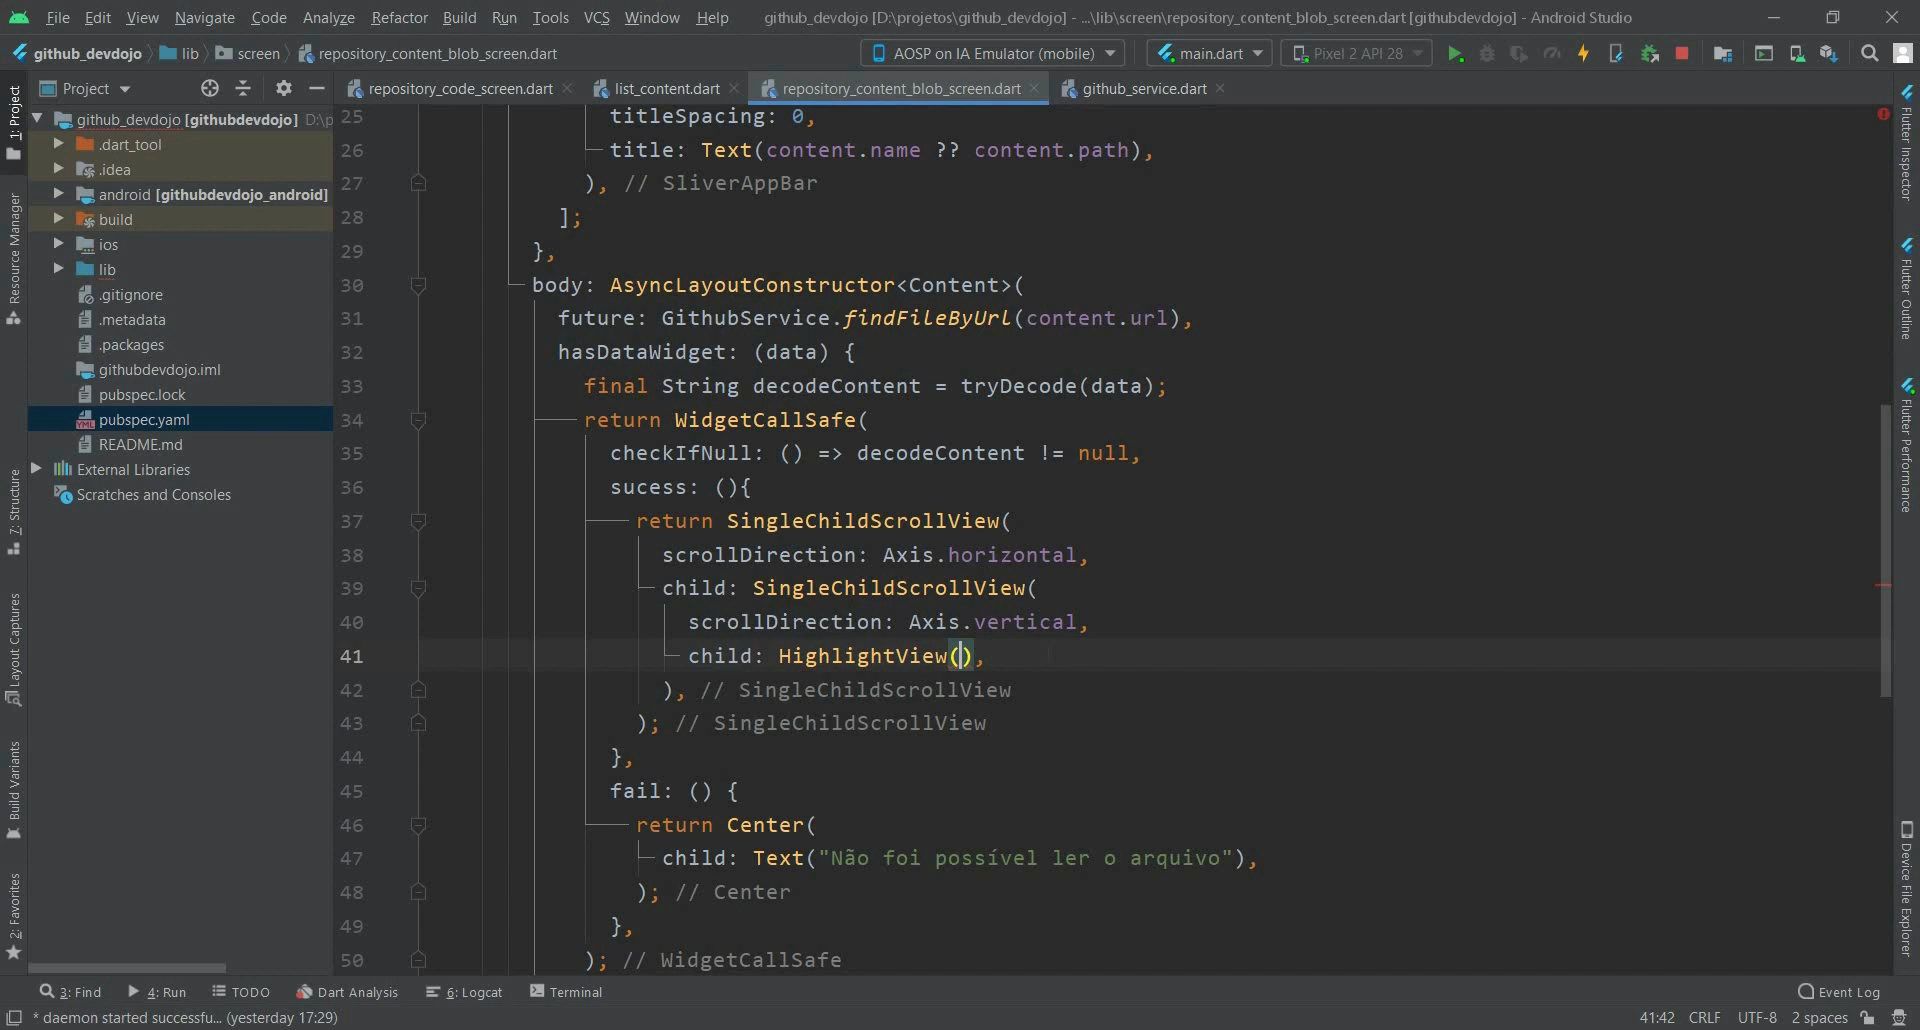 File Edit View Navigate Code Analyze Refactor Build Run Tools VCS Window Help github_devdojo [D:\projetos\github_devdojo] - ...\lib\screen\repository_content_blob_screen.dart [githubdevdojo] - Android Studio
github_devdojo lib screen repository_content_blob_screen.dart AOSP on IA Emulator (mobile) main.dart Pixel 2 API 28
Project repository_code_screen.dart list_content.dart repository_content_blob_screen.dart github_service.dart
1: Project
Resource Manager
7: Structure
Layout Captures
Build Variants
2: Favorites
github_devdojo [githubdevdojo] D:\p
.dart_tool
.idea
android [githubdevdojo_android]
build
ios
lib
.gitignore
.metadata
.packages
githubdevdojo.iml
pubspec.lock
pubspec.yaml
README.md
External Libraries
Scratches and Consoles
25 titleSpacing: 0,
26 title: Text(content.name ?? content.path),
27 ), // SliverAppBar
28 ];
29 },
30 body: AsyncLayoutConstructor<Content>(
31 future: GithubService.findFileByUrl(content.url),
32 hasDataWidget: (data) {
33 final String decodeContent = tryDecode(data);
34 return WidgetCallSafe(
35 checkIfNull: () => decodeContent != null,
36 sucess: (){
37 return SingleChildScrollView(
38 scrollDirection: Axis.horizontal,
39 child: SingleChildScrollView(
40 scrollDirection: Axis.vertical,
41 child: HighlightView(),
42 ), // SingleChildScrollView
43 ); // SingleChildScrollView
44 },
45 fail: () {
46 return Center(
47 child: Text("Não foi possível ler o arquivo"),
48 ); // Center
49 },
50 ); // WidgetCallSafe
Flutter Inspector
Flutter Outline
Flutter Performance
Device File Explorer
3: Find 4: Run TODO Dart Analysis 6: Logcat Terminal Event Log
* daemon started successfu... (yesterday 17:29) 41:42 CRLF UTF-8 2 spaces